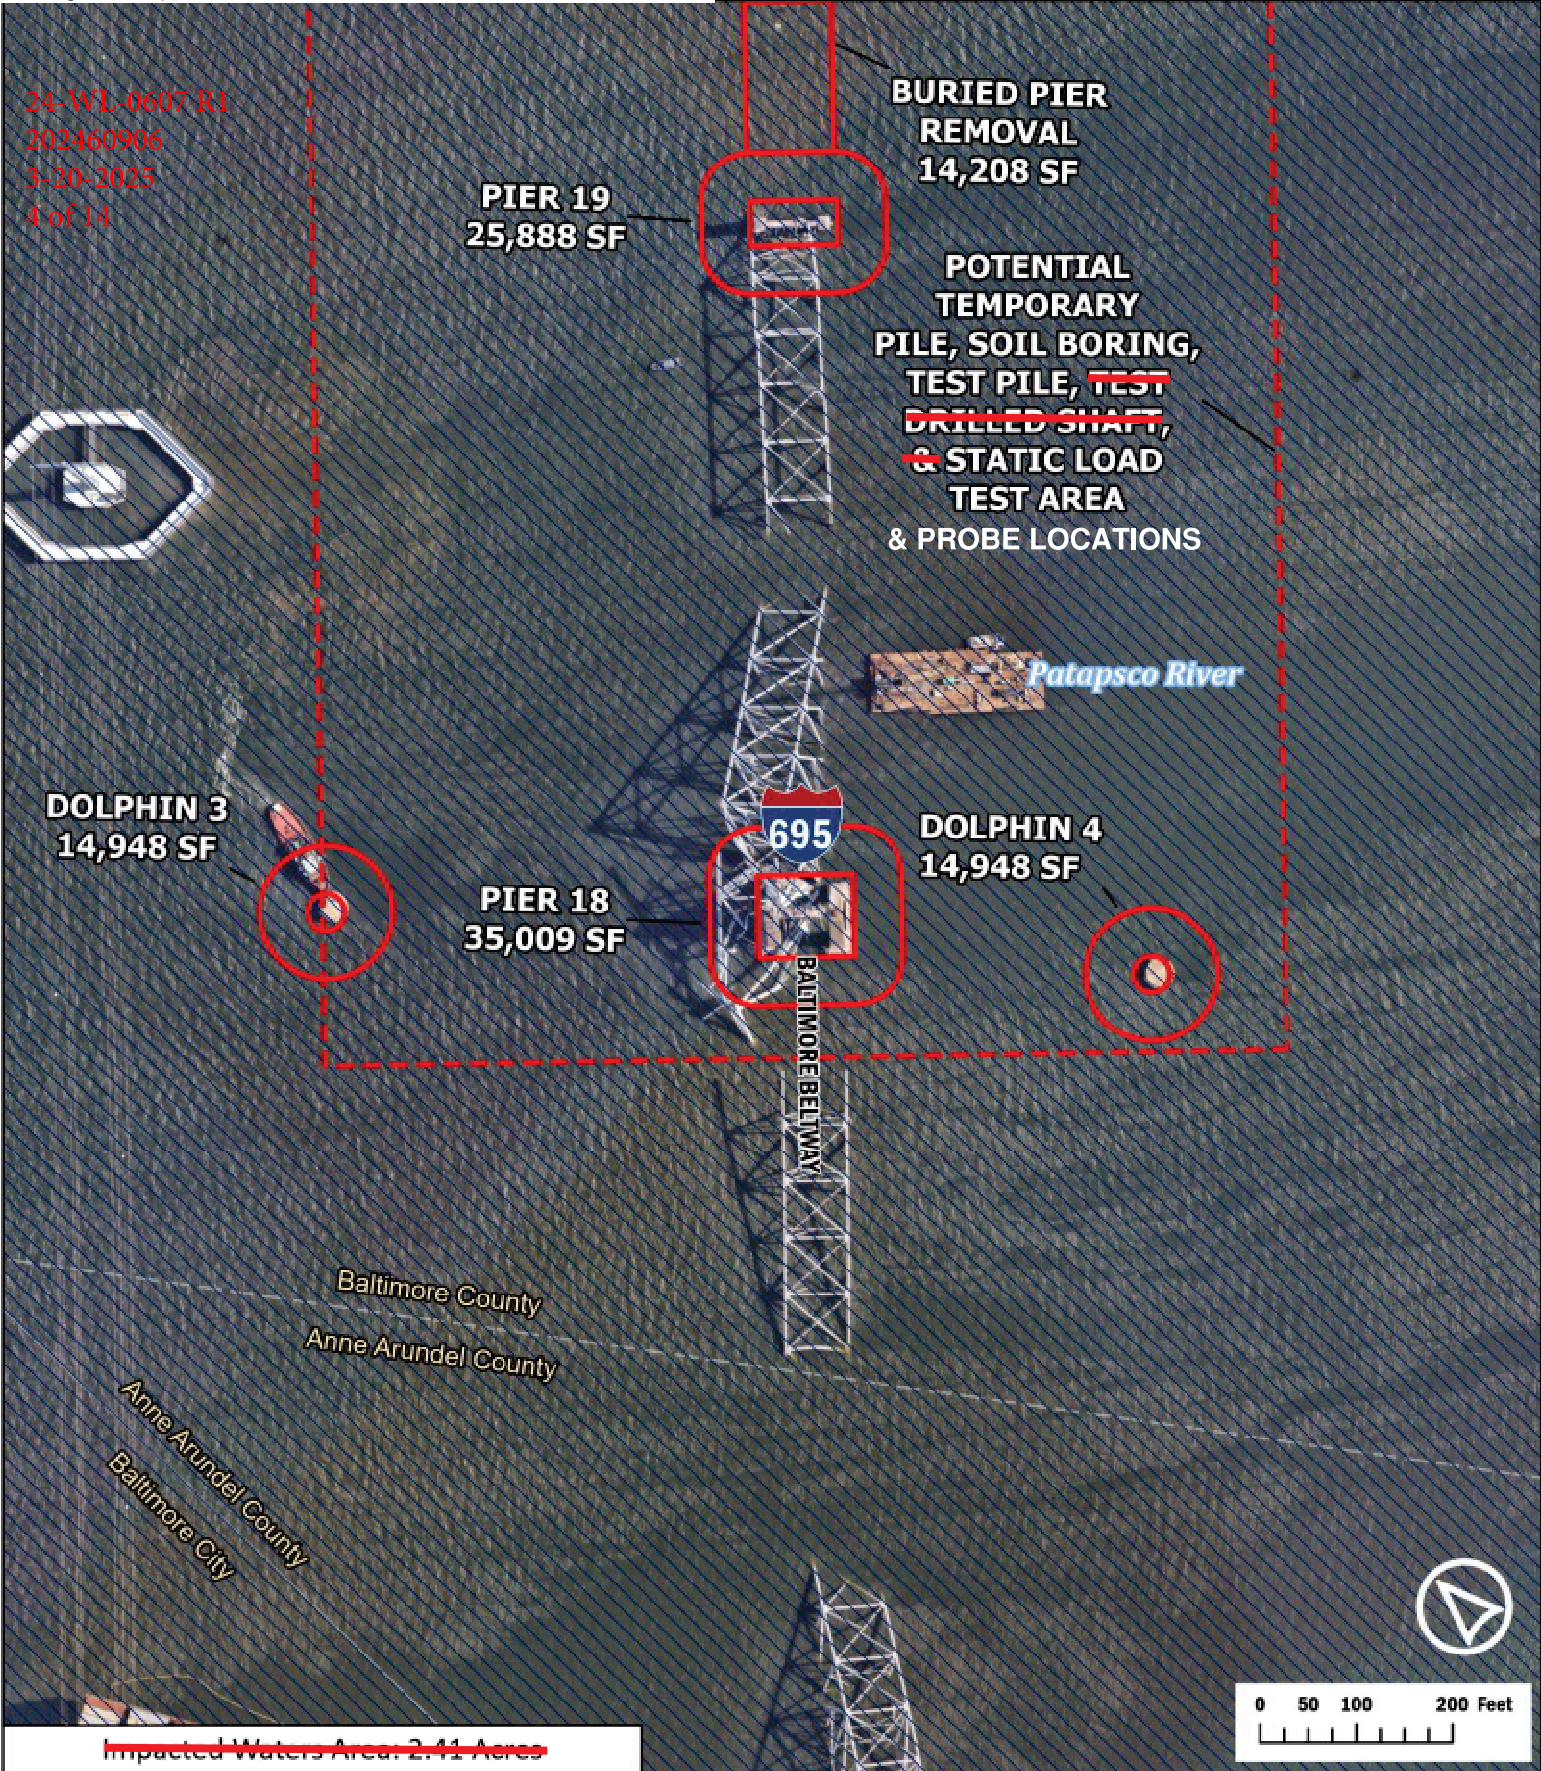 24-WL-0607 R1
202460906
3-20-2025
4 of 14
BURIED PIER
REMOVAL
14,208 SF
PIER 19
25,888 SF
POTENTIAL
TEMPORARY
PILE, SOIL BORING,
TEST PILE, TEST
DRILLED SHAFT,
& STATIC LOAD
TEST AREA
& PROBE LOCATIONS
Patapsco River
DOLPHIN 3
14,948 SF
695
DOLPHIN 4
14,948 SF
PIER 18
35,009 SF
BALTIMORE BELTWAY
Baltimore County
Anne Arundel County
Anne Arundel County
Baltimore City
0 50 100 200 Feet
Impacted Waters Area: 2.41 Acres